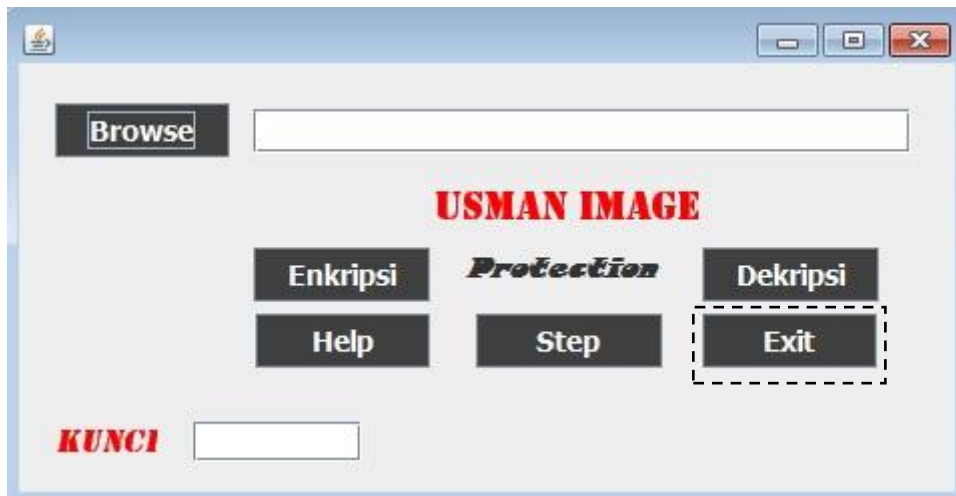 Browse
USMAN IMAGE
Enkripsi Protection Dekripsi
Help Step Exit
KUNCI